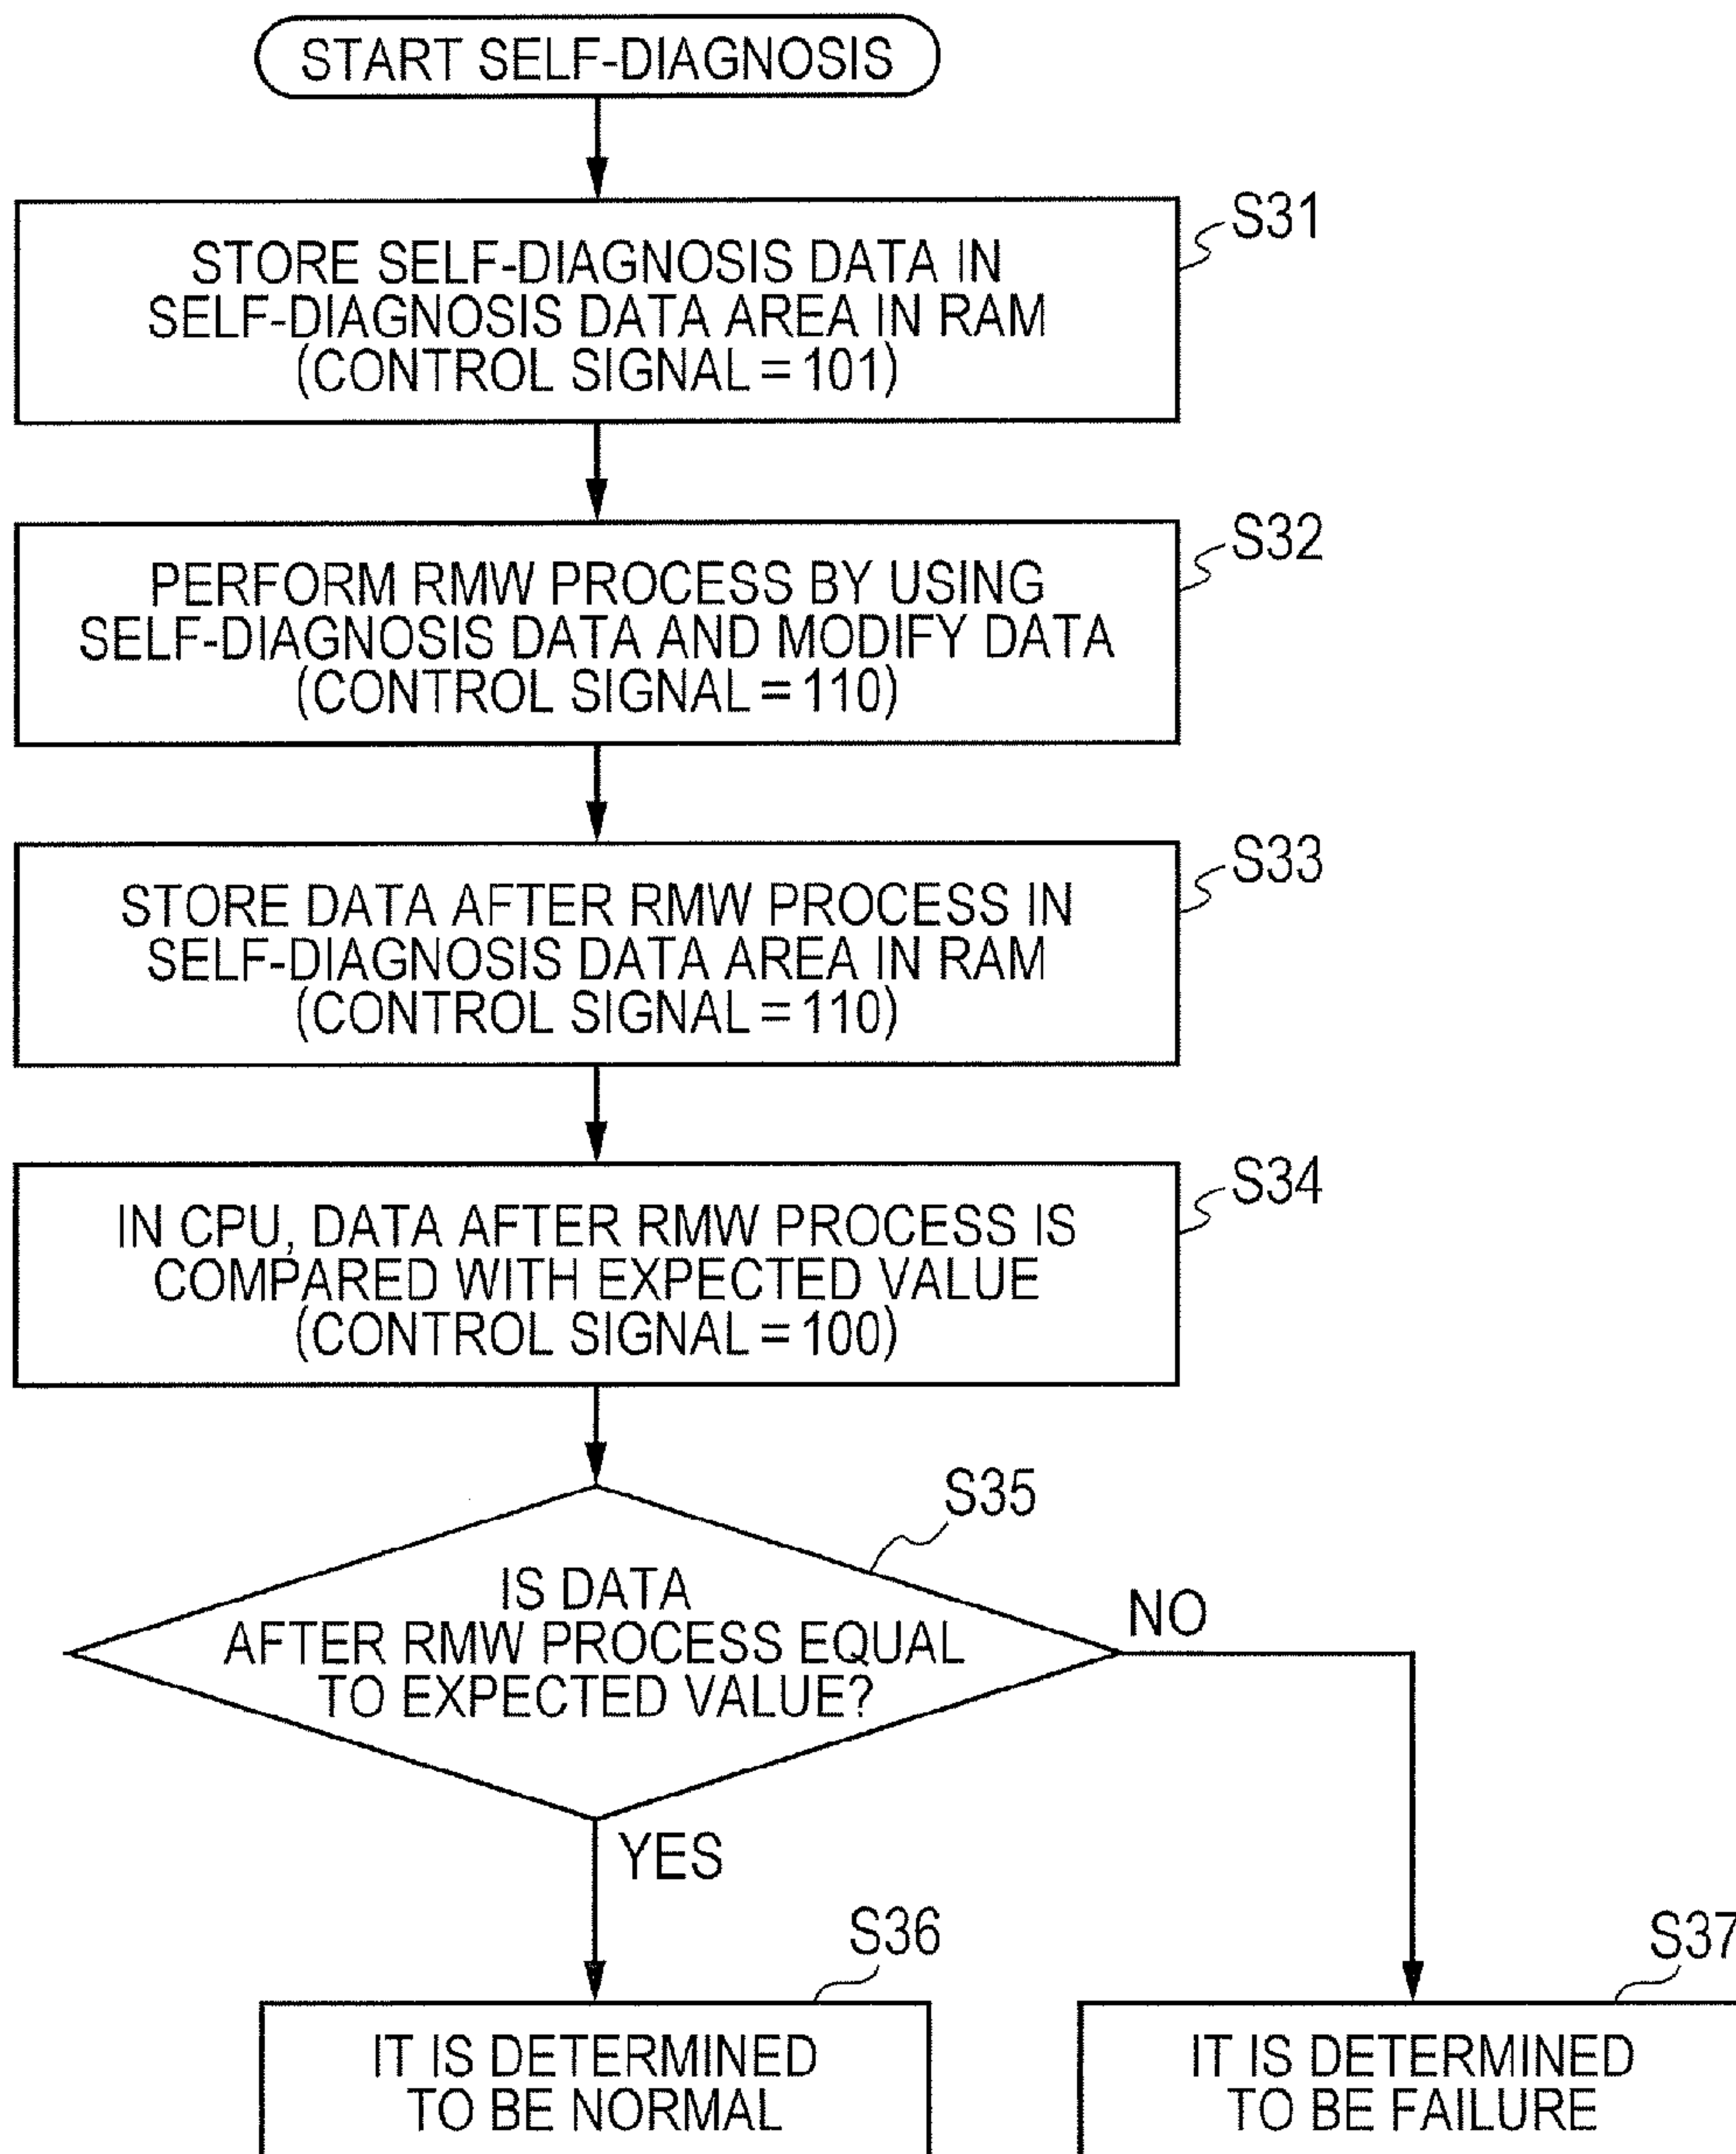 START SELF-DIAGNOSIS
S31
STORE SELF-DIAGNOSIS DATA IN
SELF-DIAGNOSIS DATA AREA IN RAM
(CONTROL SIGNAL = 101)
S32
PERFORM RMW PROCESS BY USING
SELF-DIAGNOSIS DATA AND MODIFY DATA
(CONTROL SIGNAL = 110)
S33
STORE DATA AFTER RMW PROCESS IN
SELF-DIAGNOSIS DATA AREA IN RAM
(CONTROL SIGNAL = 110)
S34
IN CPU, DATA AFTER RMW PROCESS IS
COMPARED WITH EXPECTED VALUE
(CONTROL SIGNAL = 100)
S35
IS DATA
AFTER RMW PROCESS EQUAL
TO EXPECTED VALUE?
NO
YES
S36
IT IS DETERMINED
TO BE NORMAL
S37
IT IS DETERMINED
TO BE FAILURE